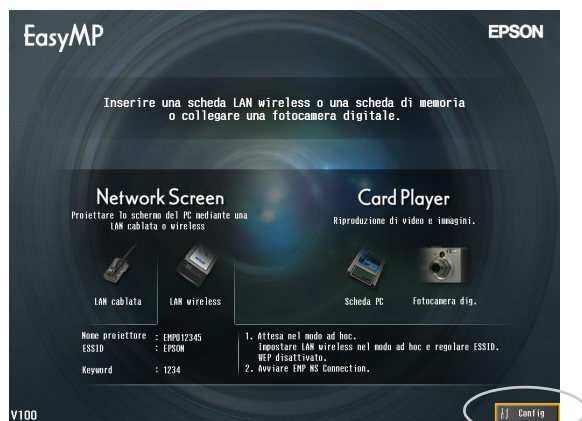 EasyMP
EPSON
Inserire una scheda LAN wireless o una scheda di memoria
o collegare una fotocamera digitale.
Network Screen
Proiettare lo schermo del PC mediante una
LAN cablata o wireless
LAN cablata
LAN wireless
Card Player
Riproduzione di video e immagini.
Scheda PC
Fotocamera dig.
Nome proiettore : EMP012345
ESSID : EPSON
Keyword : 1234
1. Attesa nel modo ad hoc.
Impostare LAN wireless nel modo ad hoc e regolare ESSID.
WEP disattivato.
2. Avviare EMP NS Connection.
V100
Config